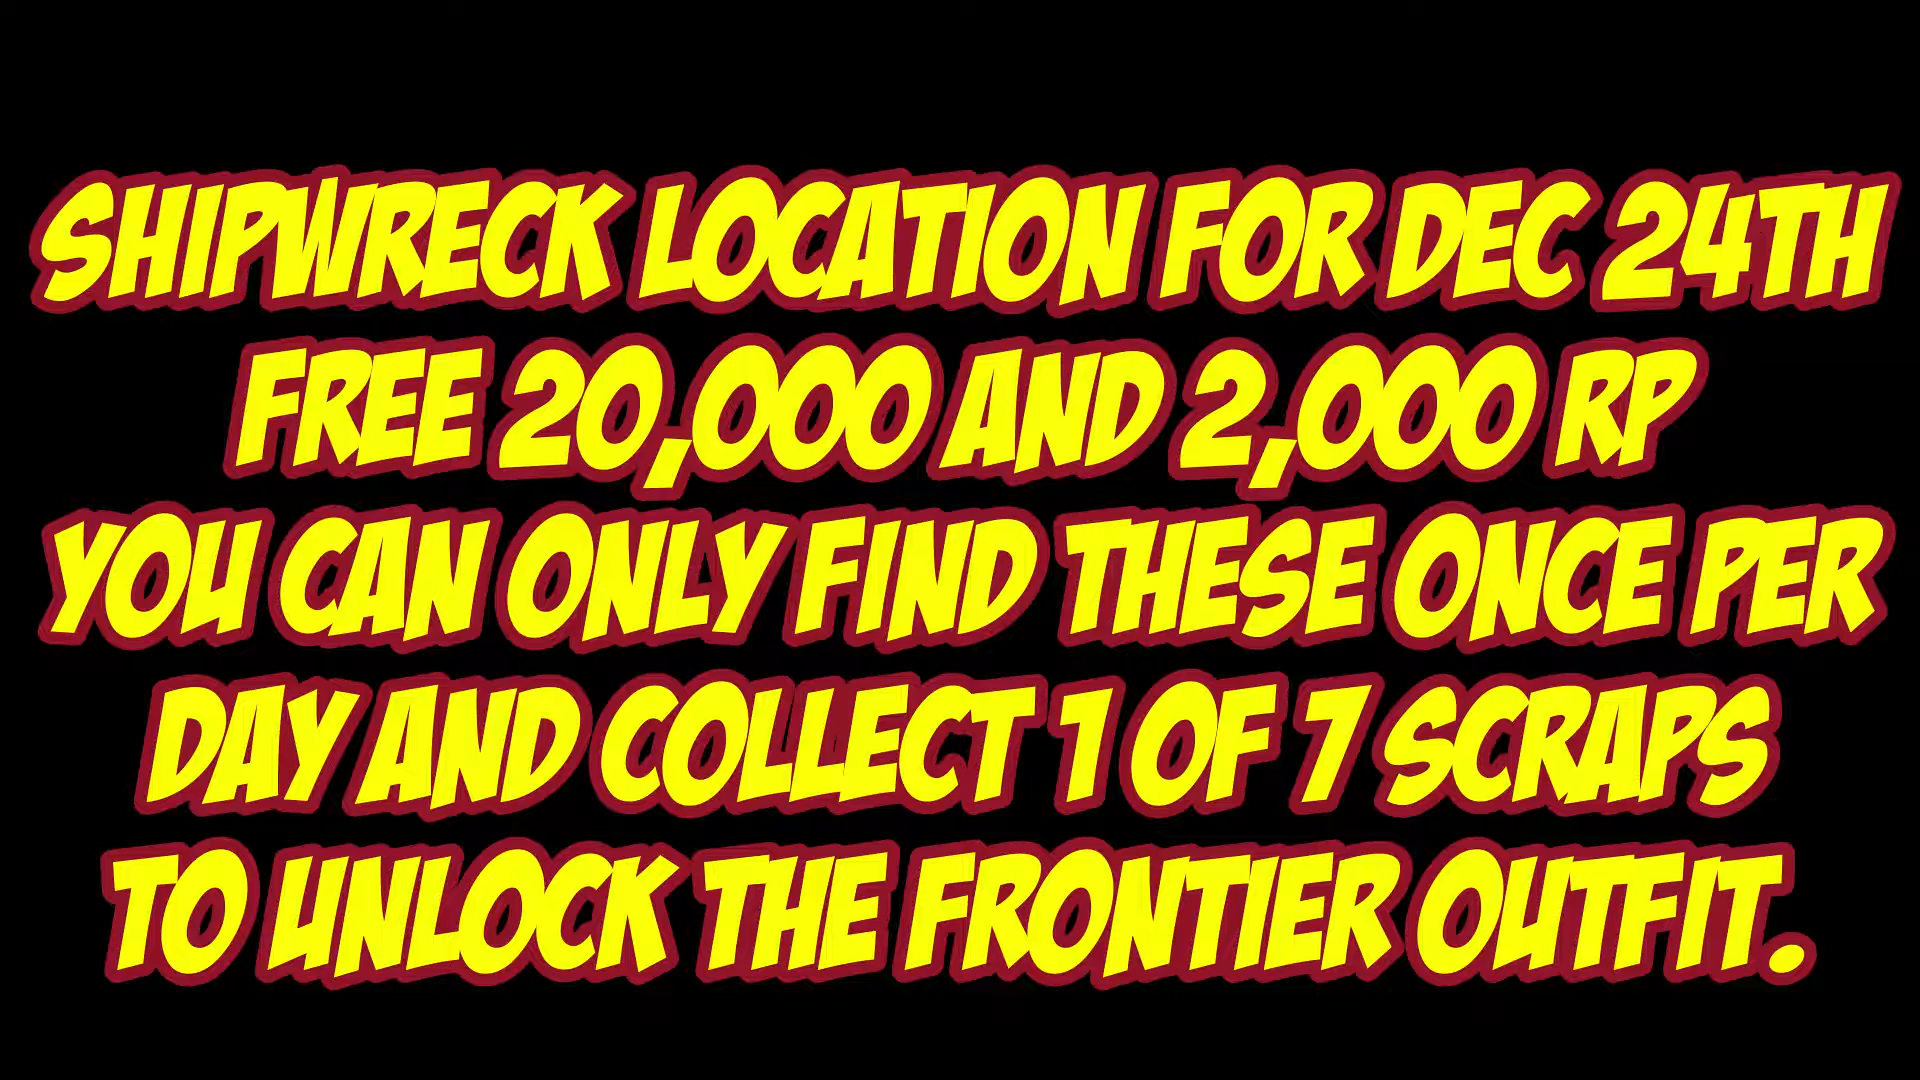 SHIPWRECK LOCATION FOR DEC 24TH
FREE 20,000 AND 2,000 RP
YOU CAN ONLY FIND THESE ONCE PER
DAY AND COLLECT 1 OF 7 SCRAPS
TO UNLOCK THE FRONTIER OUTFIT.